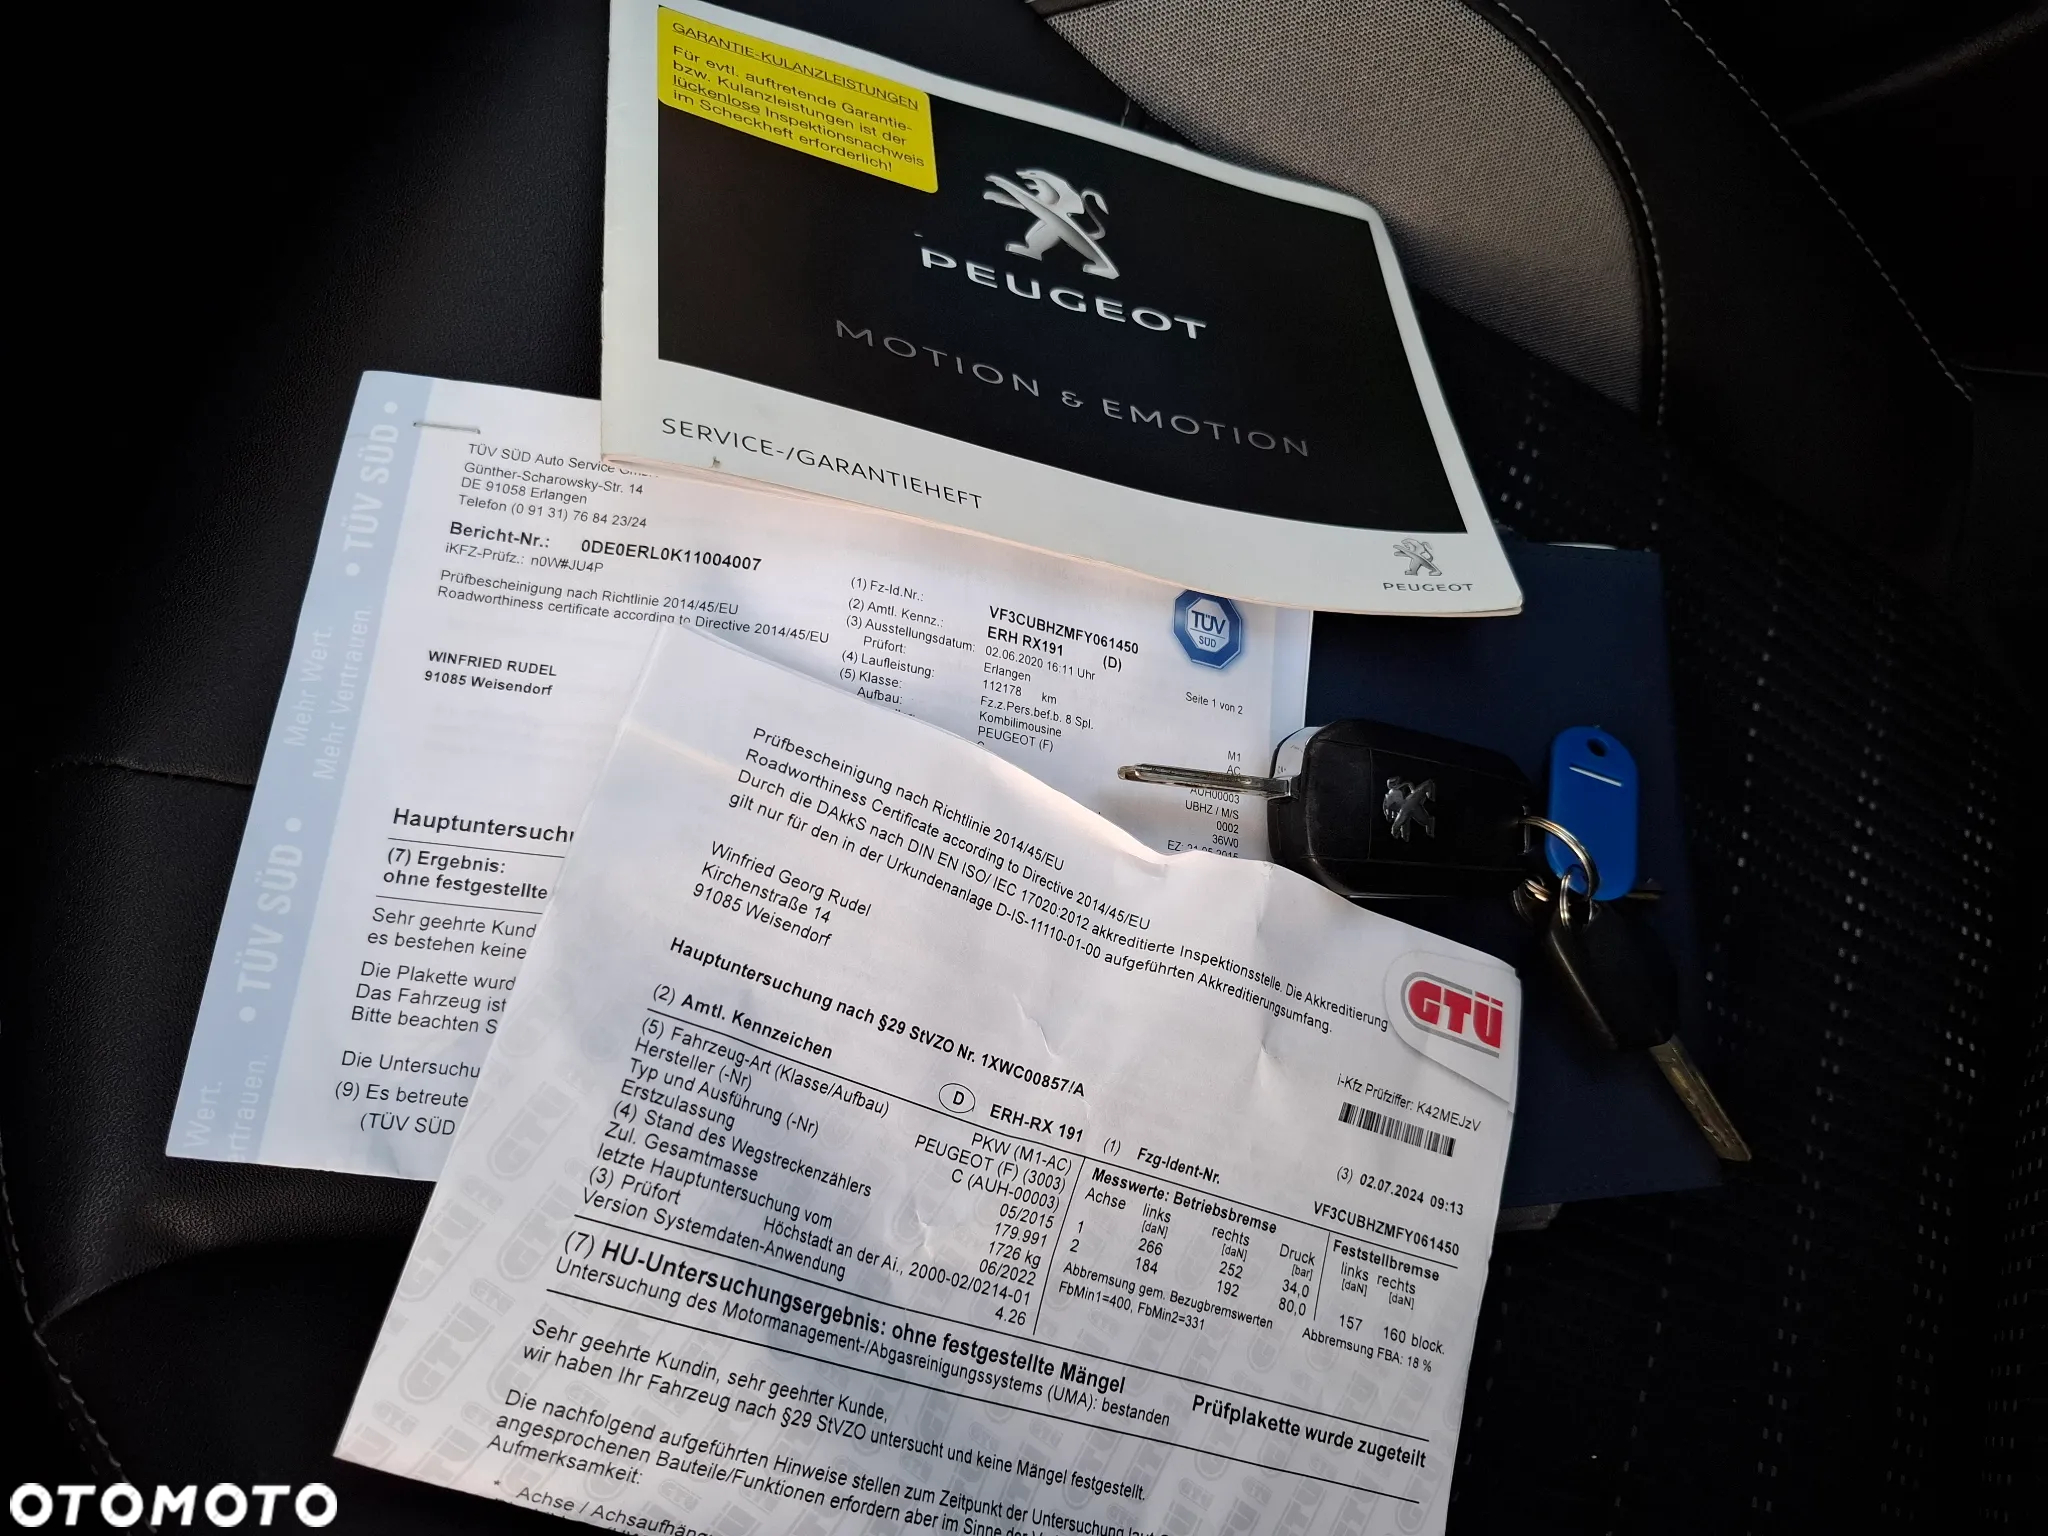 GARANTIE-KULANZLEISTUNGEN
Für evtl. auftretende Garantie-
bzw. Kulanzleistungen ist der
lückenlose Inspektionsnachweis
im Scheckheft erforderlich!
PEUGEOT
MOTION & EMOTION
SERVICE-/GARANTIEHEFT
PEUGEOT
TÜV SÜD
Mehr Wert.
Mehr Vertrauen.
TÜV SÜD
Wert.
ertrauen.
TÜV SÜD Auto Service
Günther-Scharowsky-Str. 14
DE 91058 Erlangen
Telefon (0 91 31) 76 84 23/24
Bericht-Nr.: 0DE0ERL0K11004007
iKFZ-Prüfz.: n0W#JU4P
Prüfbescheinigung nach Richtlinie 2014/45/EU
Roadworthiness certificate according to Directive 2014/45/EU
WINFRIED RUDEL
91085 Weisendorf
(1) Fz-Id.Nr.: VF3CUBHZMFY061450
(2) Amtl. Kennz.: ERH RX191 (D)
(3) Ausstellungsdatum: 02.06.2020 16:11 Uhr
Prüfort: Erlangen
(4) Laufleistung: 112178 km
(5) Klasse: Fz.z.Pers.bef.b. 8 Spl.
Aufbau: Kombilimousine
PEUGEOT (F)
TÜV
SÜD
Seite 1 von 2
M1
AC
AUH00003
UBHZ / M/S
0002
36W0
EZ:
Hauptuntersuchu
(7) Ergebnis:
ohne festgestellte
Sehr geehrte Kund
es bestehen keine
Die Plakette wurd
Das Fahrzeug ist
Bitte beachten S
Die Untersuchu
(9) Es betreute
(TÜV SÜD
Prüfbescheinigung nach Richtlinie 2014/45/EU
Roadworthiness Certificate according to Directive 2014/45/EU
Durch die DAkkS nach DIN EN ISO/ IEC 17020:2012 akkreditierte Inspektionsstelle. Die Akkreditierung
gilt nur für den in der Urkundenanlage D-IS-11110-01-00 aufgeführten Akkreditierungsumfang.
Winfried Georg Rudel
Kirchenstraße 14
91085 Weisendorf
GTÜ
i-Kfz Prüfziffer: K42MEJzV
Hauptuntersuchung nach §29 StVZO Nr. 1XWC00857/A
(3) 02.07.2024 09:13
(2) Amtl. Kennzeichen D ERH-RX 191 (1) Fzg-Ident-Nr. VF3CUBHZMFY061450
(5) Fahrzeug-Art (Klasse/Aufbau) PKW (M1-AC)
Hersteller (-Nr) PEUGEOT (F) (3003)
Typ und Ausführung (-Nr) C (AUH-00003)
Erstzulassung 05/2015
(4) Stand des Wegstreckenzählers 179.991
Zul. Gesamtmasse 1726 kg
letzte Hauptuntersuchung vom 06/2022
(3) Prüfort Höchstadt an der Ai., 2000-02/0214-01
Version Systemdaten-Anwendung 4.26
Messwerte: Betriebsbremse Feststellbremse
Achse links rechts Druck links rechts
[daN] [daN] [bar] [daN] [daN]
1 266 252 34,0
2 184 192 80,0 157 160 block.
Abbremsung gem. Bezugbremswerten Abbremsung FBA: 18 %
FbMin1=400, FbMin2=331
(7) HU-Untersuchungsergebnis: ohne festgestellte Mängel Prüfplakette wurde zugeteilt
Untersuchung des Motormanagement-/Abgasreinigungssystems (UMA): bestanden
Sehr geehrte Kundin, sehr geehrter Kunde,
wir haben Ihr Fahrzeug nach §29 StVZO untersucht und keine Mängel festgestellt.
Die nachfolgend aufgeführten Hinweise stellen zum Zeitpunkt der Untersuchung
angesprochenen Bauteile/Funktionen erfordern aber im Sinne der
Aufmerksamkeit:
* Achse / Achsaufhäng
OTOMOTO